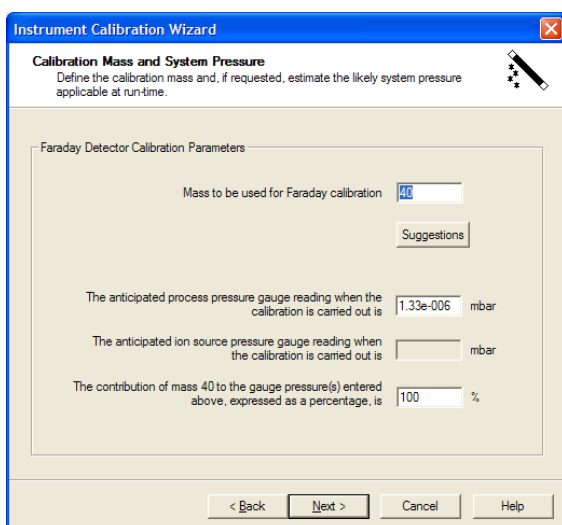 Instrument Calibration Wizard
Calibration Mass and System Pressure
Define the calibration mass and, if requested, estimate the likely system pressure
applicable at run-time.
Faraday Detector Calibration Parameters
Mass to be used for Faraday calibration 40
Suggestions
The anticipated process pressure gauge reading when the
calibration is carried out is 1.33e-006 mbar
The anticipated ion source pressure gauge reading when
the calibration is carried out is mbar
The contribution of mass 40 to the gauge pressure(s) entered
above, expressed as a percentage, is 100 %
< Back Next > Cancel Help